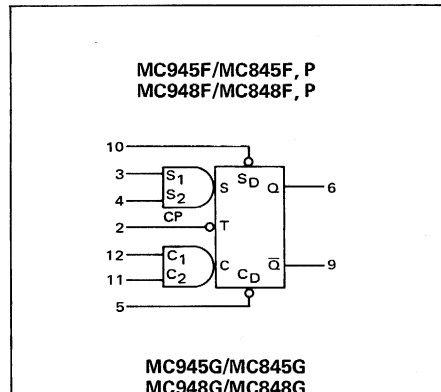 MC945F/MC845F, P
MC948F/MC848F, P
10
3 S1 S SD Q 6
4 S2
CP
2 T
12 C1 C CD Q̅ 9
11 C2
5
MC945G/MC845G
MC948G/MC848G